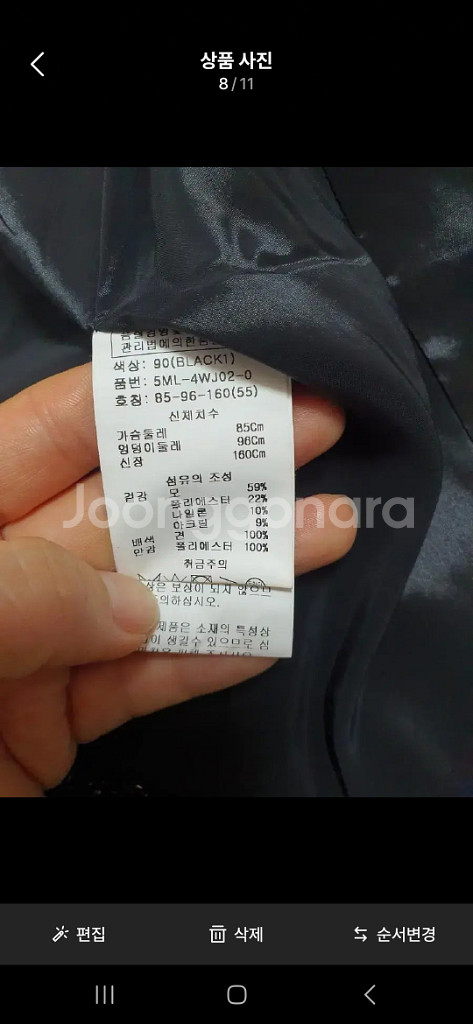 상품 사진
8/11
관리법에의한품
색상: 90(BLACK1)
품번: 5ML-4WJ02-0
호칭: 85-96-160(55)
신체치수
가슴둘레 85Cm
엉덩이둘레 96Cm
신장 160Cm
섬유의 조성
겉감 모 59%
폴리에스터 22%
나일론 10%
아크릴 9%
배색 견 100%
안감 폴리에스터 100%
취급주의
Joongonara
상은 보상이 되지 않으므
의하십시오.
제품은 소재의 특성상
이 생길수 있으므로 심
편집
삭제
순서변경